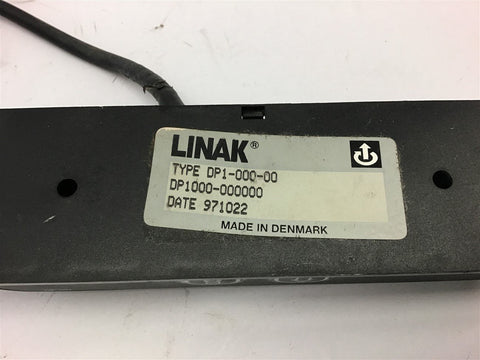 LINAK®
TYPE DP1-000-00
DP1000-000000
DATE 971022
MADE IN DENMARK